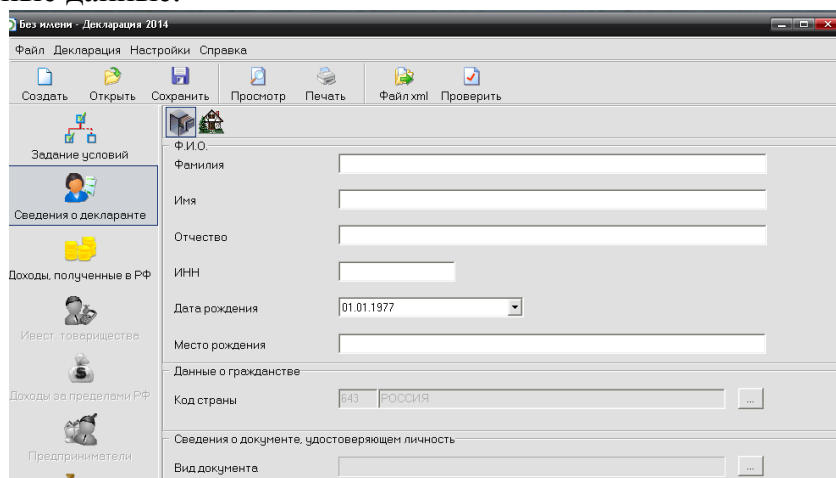 ные данные.
Без имени - Декларация 2014
Файл Декларация Настройки Справка
Создать Открыть Сохранить Просмотр Печать Файл xml Проверить
Задание условий
Сведения о декларанте
Доходы, полученные в РФ
Инвест. товарищества
Доходы за пределами РФ
Предприниматели
Ф.И.О.
Фамилия
Имя
Отчество
ИНН
Дата рождения 01.01.1977
Место рождения
Данные о гражданстве
Код страны 643 РОССИЯ ...
Сведения о документе, удостоверяющем личность
Вид документа ...